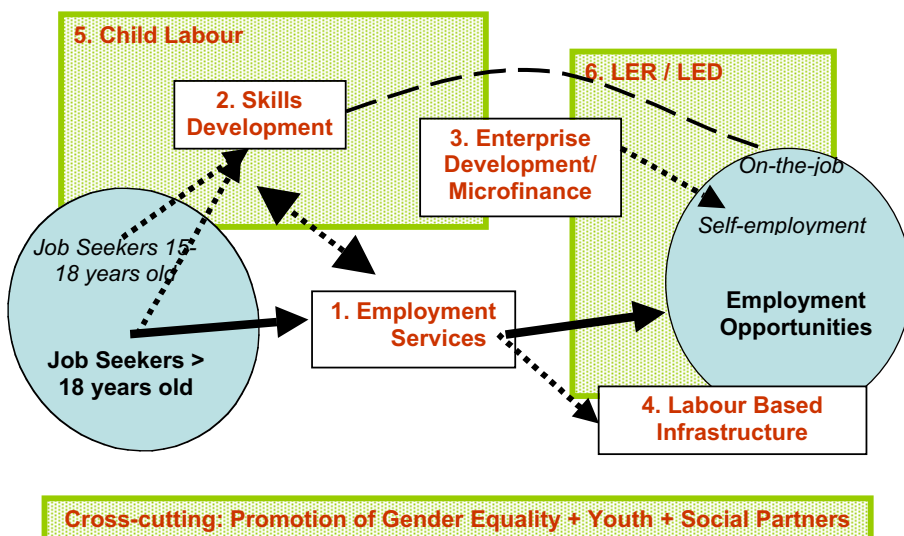 5. Child Labour
6. LER / LED
2. Skills
Development
3. Enterprise
Development/
Microfinance
On-the-job
Self-employment
Job Seekers 15-
18 years old
Employment
Opportunities
1. Employment
Services
Job Seekers >
18 years old
4. Labour Based
Infrastructure
Cross-cutting: Promotion of Gender Equality + Youth + Social Partners